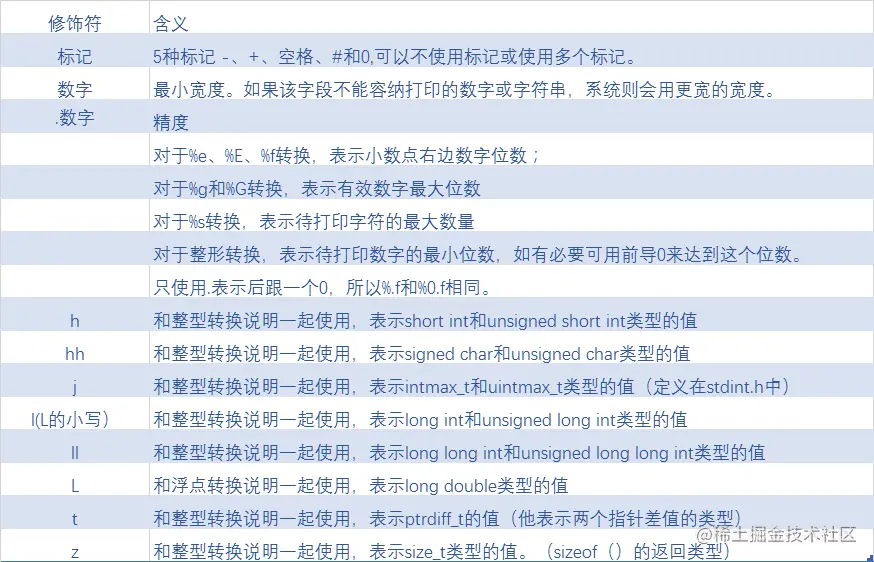 修饰符 含义
标记 5种标记 -、+、空格、#和0,可以不使用标记或使用多个标记。
数字 最小宽度。如果该字段不能容纳打印的数字或字符串，系统则会用更宽的宽度。
.数字 精度
对于%e、%E、%f转换，表示小数点右边数字位数；
对于%g和%G转换，表示有效数字最大位数
对于%s转换，表示待打印字符的最大数量
对于整形转换，表示待打印数字的最小位数，如有必要可用前导0来达到这个位数。
只使用.表示后跟一个0，所以%.f和%0.f相同。
h 和整型转换说明一起使用，表示short int和unsigned short int类型的值
hh 和整型转换说明一起使用，表示signed char和unsigned char类型的值
j 和整型转换说明一起使用，表示intmax_t和uintmax_t类型的值（定义在stdint.h中）
l(L的小写） 和整型转换说明一起使用，表示long int和unsigned long int类型的值
ll 和整型转换说明一起使用，表示long long int和unsigned long long int类型的值
L 和浮点转换说明一起使用，表示long double类型的值
t 和整型转换说明一起使用，表示ptrdiff_t的值（他表示两个指针差值的类型）
z 和整型转换说明一起使用，表示size_t类型的值。（sizeof（）的返回类型）
@稀土掘金技术社区